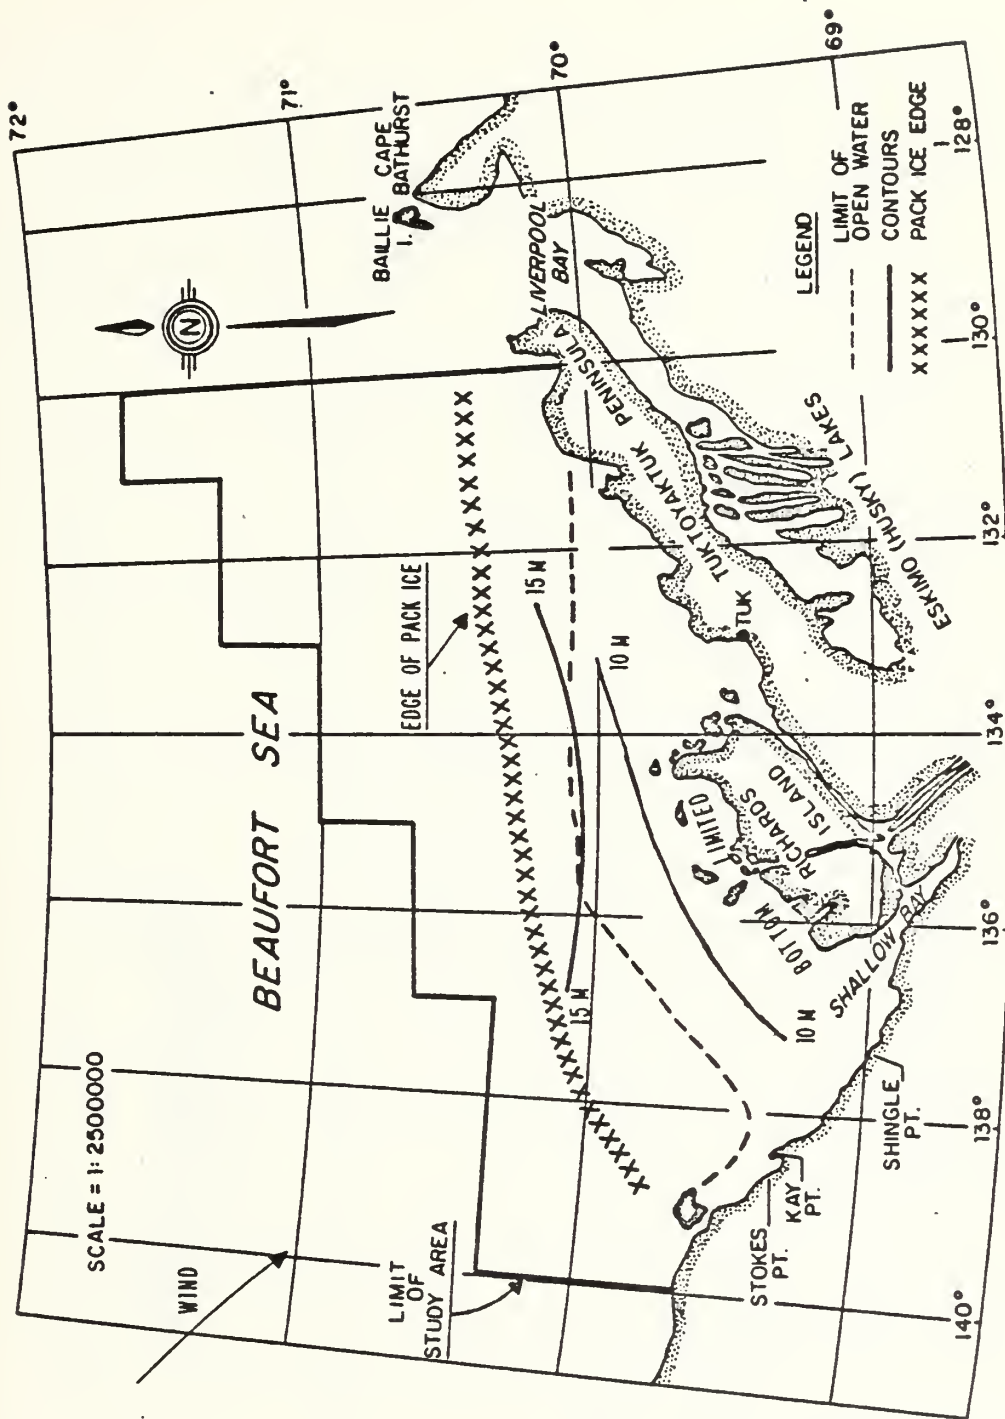 72°
71°
70°
69°
BAILLIE
I.
CAPE
BATHURST
N
LIVERPOOL
BAY
TUKTOYAKTUK PENINSULA
ESKIMO (HUSKY) LAKES
LEGEND
LIMIT OF
OPEN WATER
CONTOURS
XXXXX PACK ICE EDGE
128°
130°
132°
134°
136°
138°
140°
BEAUFORT SEA
EDGE OF PACK ICE
15 M
10 M
TUK
BOTTOM LIMITED
RICHARDS
ISLAND
15 M
10 M
SHALLOW BAY
SHINGLE
PT.
KAY
PT.
STOKES
PT.
SCALE = 1: 2500000
WIND
LIMIT
OF
STUDY AREA